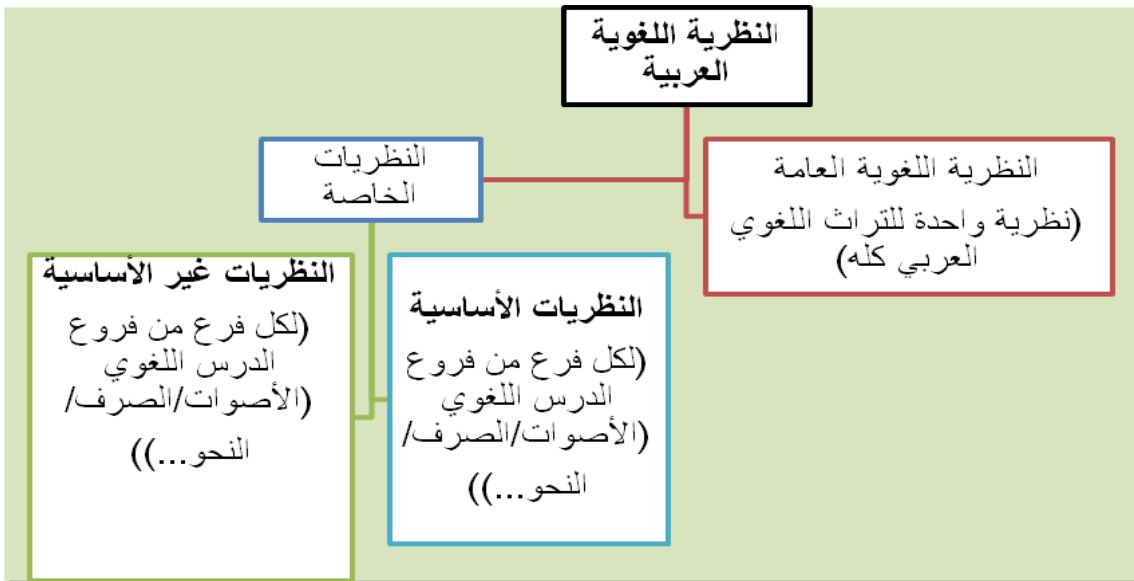 النظرية اللغوية
العربية
النظرية اللغوية العامة
(نظرية واحدة للتراث اللغوي
العربي كله)
النظريات
الخاصة
النظريات الأساسية
(لكل فرع من فروع
الدرس اللغوي
(الأصوات/الصرف/
النحو...))
النظريات غير الأساسية
(لكل فرع من فروع
الدرس اللغوي
(الأصوات/الصرف/
النحو...))